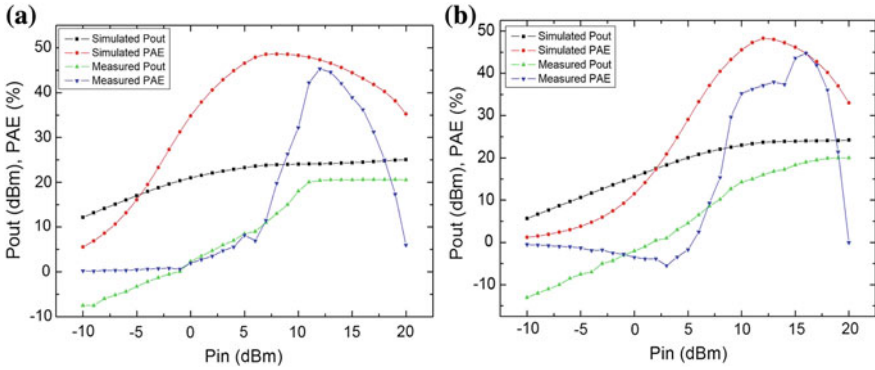 (a)
Simulated Pout
Simulated PAE
Measured Pout
Measured PAE
Pout (dBm), PAE (%)
50
40
30
20
10
0
-10
-10
-5
0
5
10
15
20
Pin (dBm)
(b)
Simulated Pout
Simulated PAE
Measured Pout
Measured PAE
Pout (dBm), PAE (%)
50
40
30
20
10
0
-10
-10
-5
0
5
10
15
20
Pin (dBm)